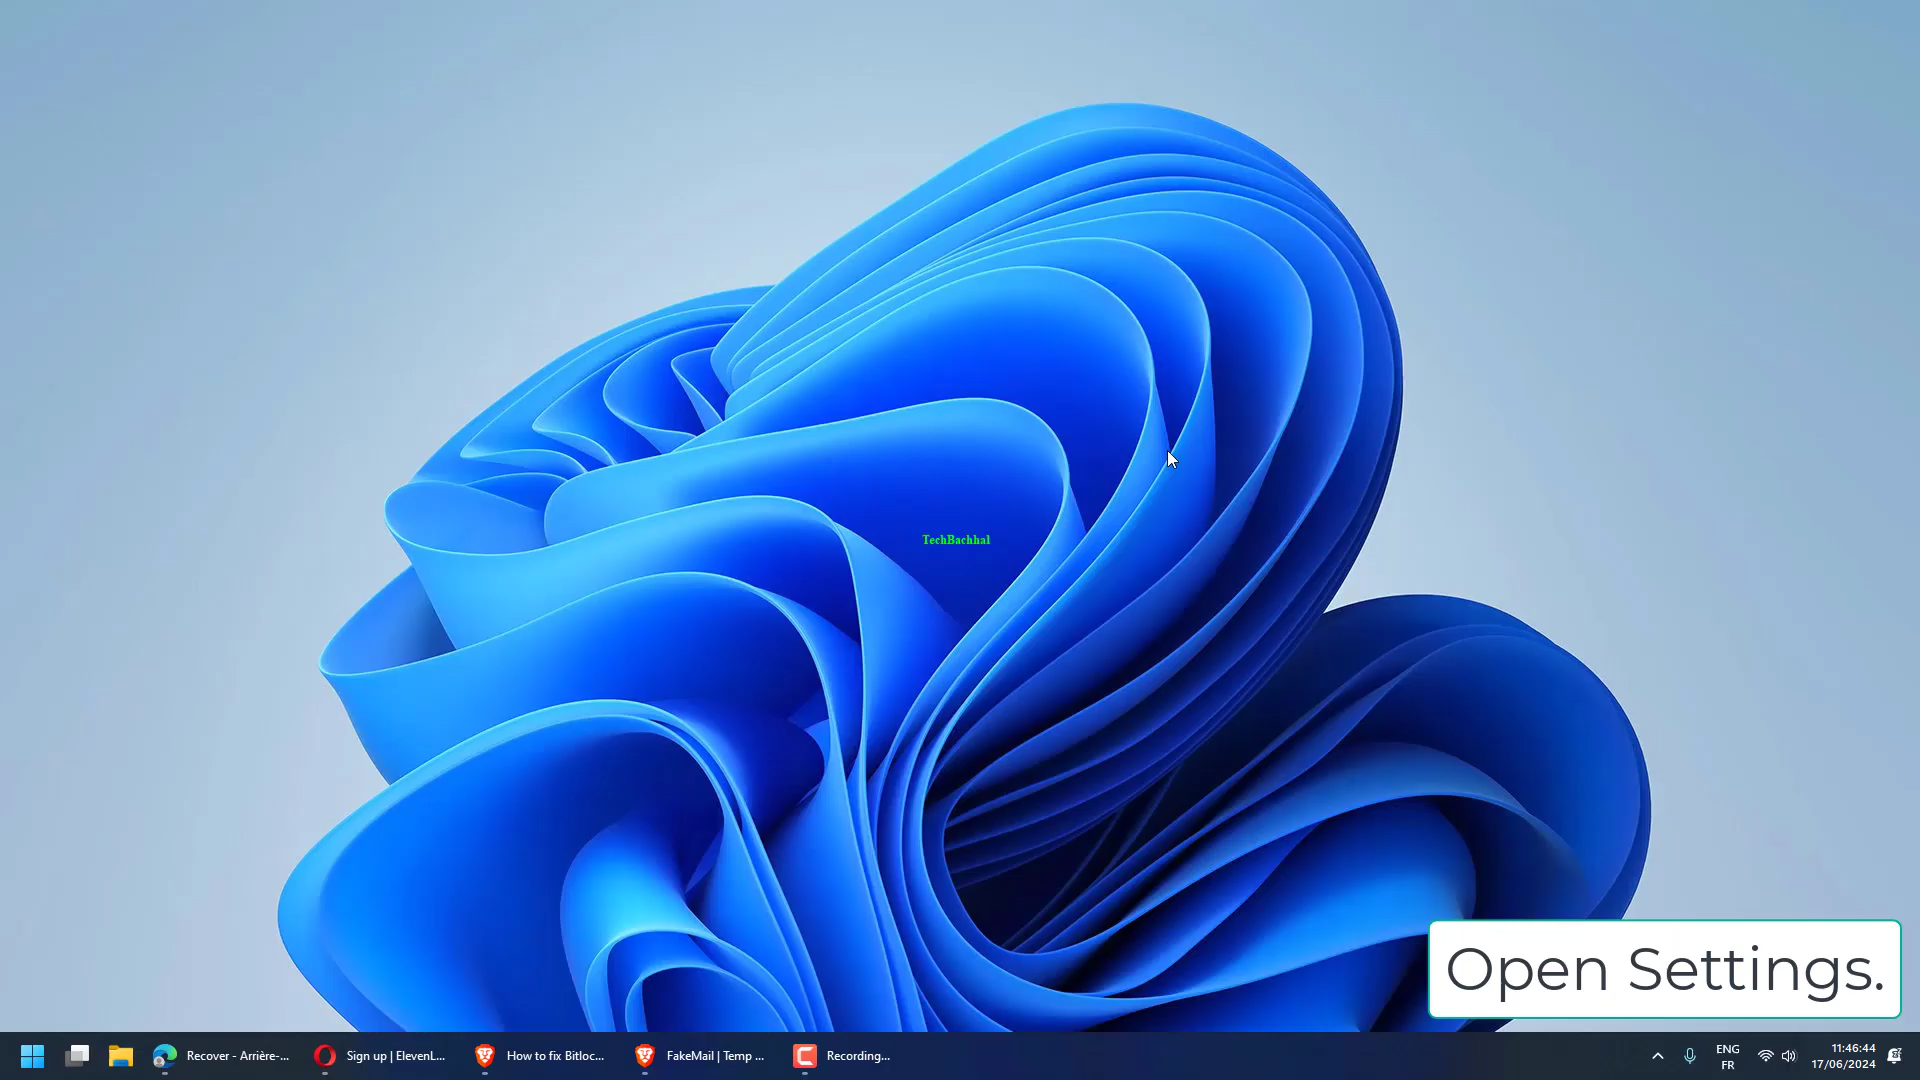 TechBachhal
Open Settings.
Recover - Arrière-...
Sign up | ElevenL...
How to fix Bitloc...
FakeMail | Temp ...
Recording...
ENG
FR
11:46:44
17/06/2024